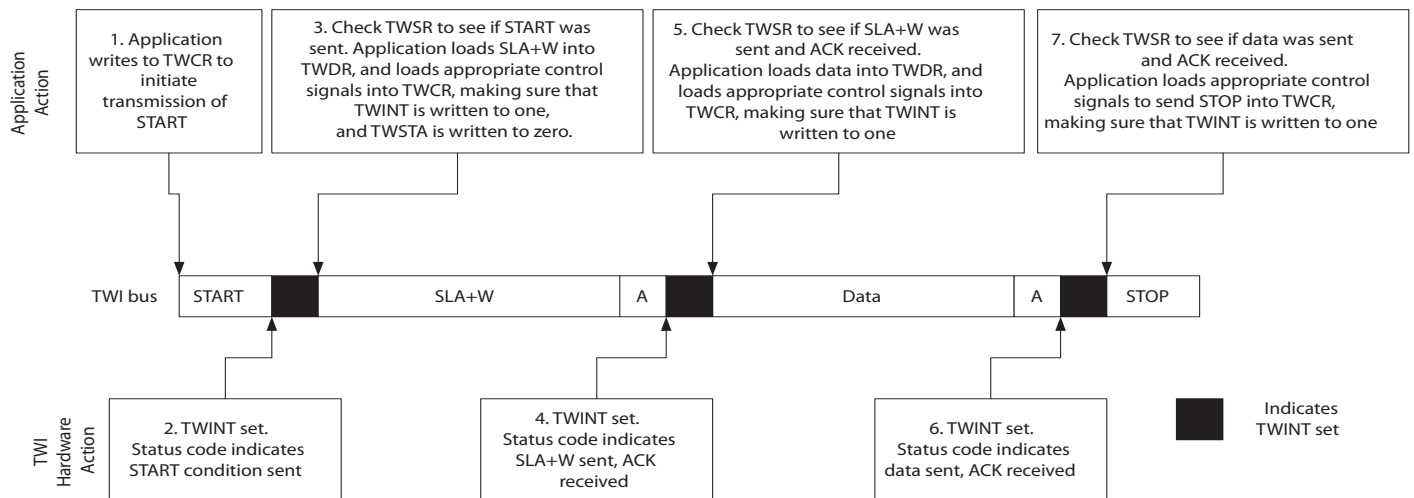 Application
Action
1. Application
writes to TWCR to
initiate
transmission of
START
3. Check TWSR to see if START was
sent. Application loads SLA+W into
TWDR, and loads appropriate control
signals into TWCR, making sure that
TWINT is written to one,
and TWSTA is written to zero.
5. Check TWSR to see if SLA+W was
sent and ACK received.
Application loads data into TWDR, and
loads appropriate control signals into
TWCR, making sure that TWINT is
written to one
7. Check TWSR to see if data was sent
and ACK received.
Application loads appropriate control
signals to send STOP into TWCR,
making sure that TWINT is written to one
TWI bus
START
SLA+W
A
Data
A
STOP
TWI
Hardware
Action
2. TWINT set.
Status code indicates
START condition sent
4. TWINT set.
Status code indicates
SLA+W sent, ACK
received
6. TWINT set.
Status code indicates
data sent, ACK received
Indicates
TWINT set